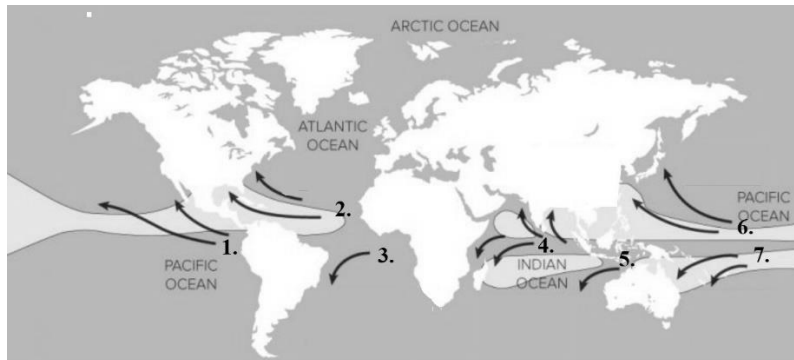 ARCTIC OCEAN
ATLANTIC
OCEAN
PACIFIC
OCEAN
1.
2.
3.
4.
5.
6.
7.
PACIFIC
OCEAN
INDIAN
OCEAN